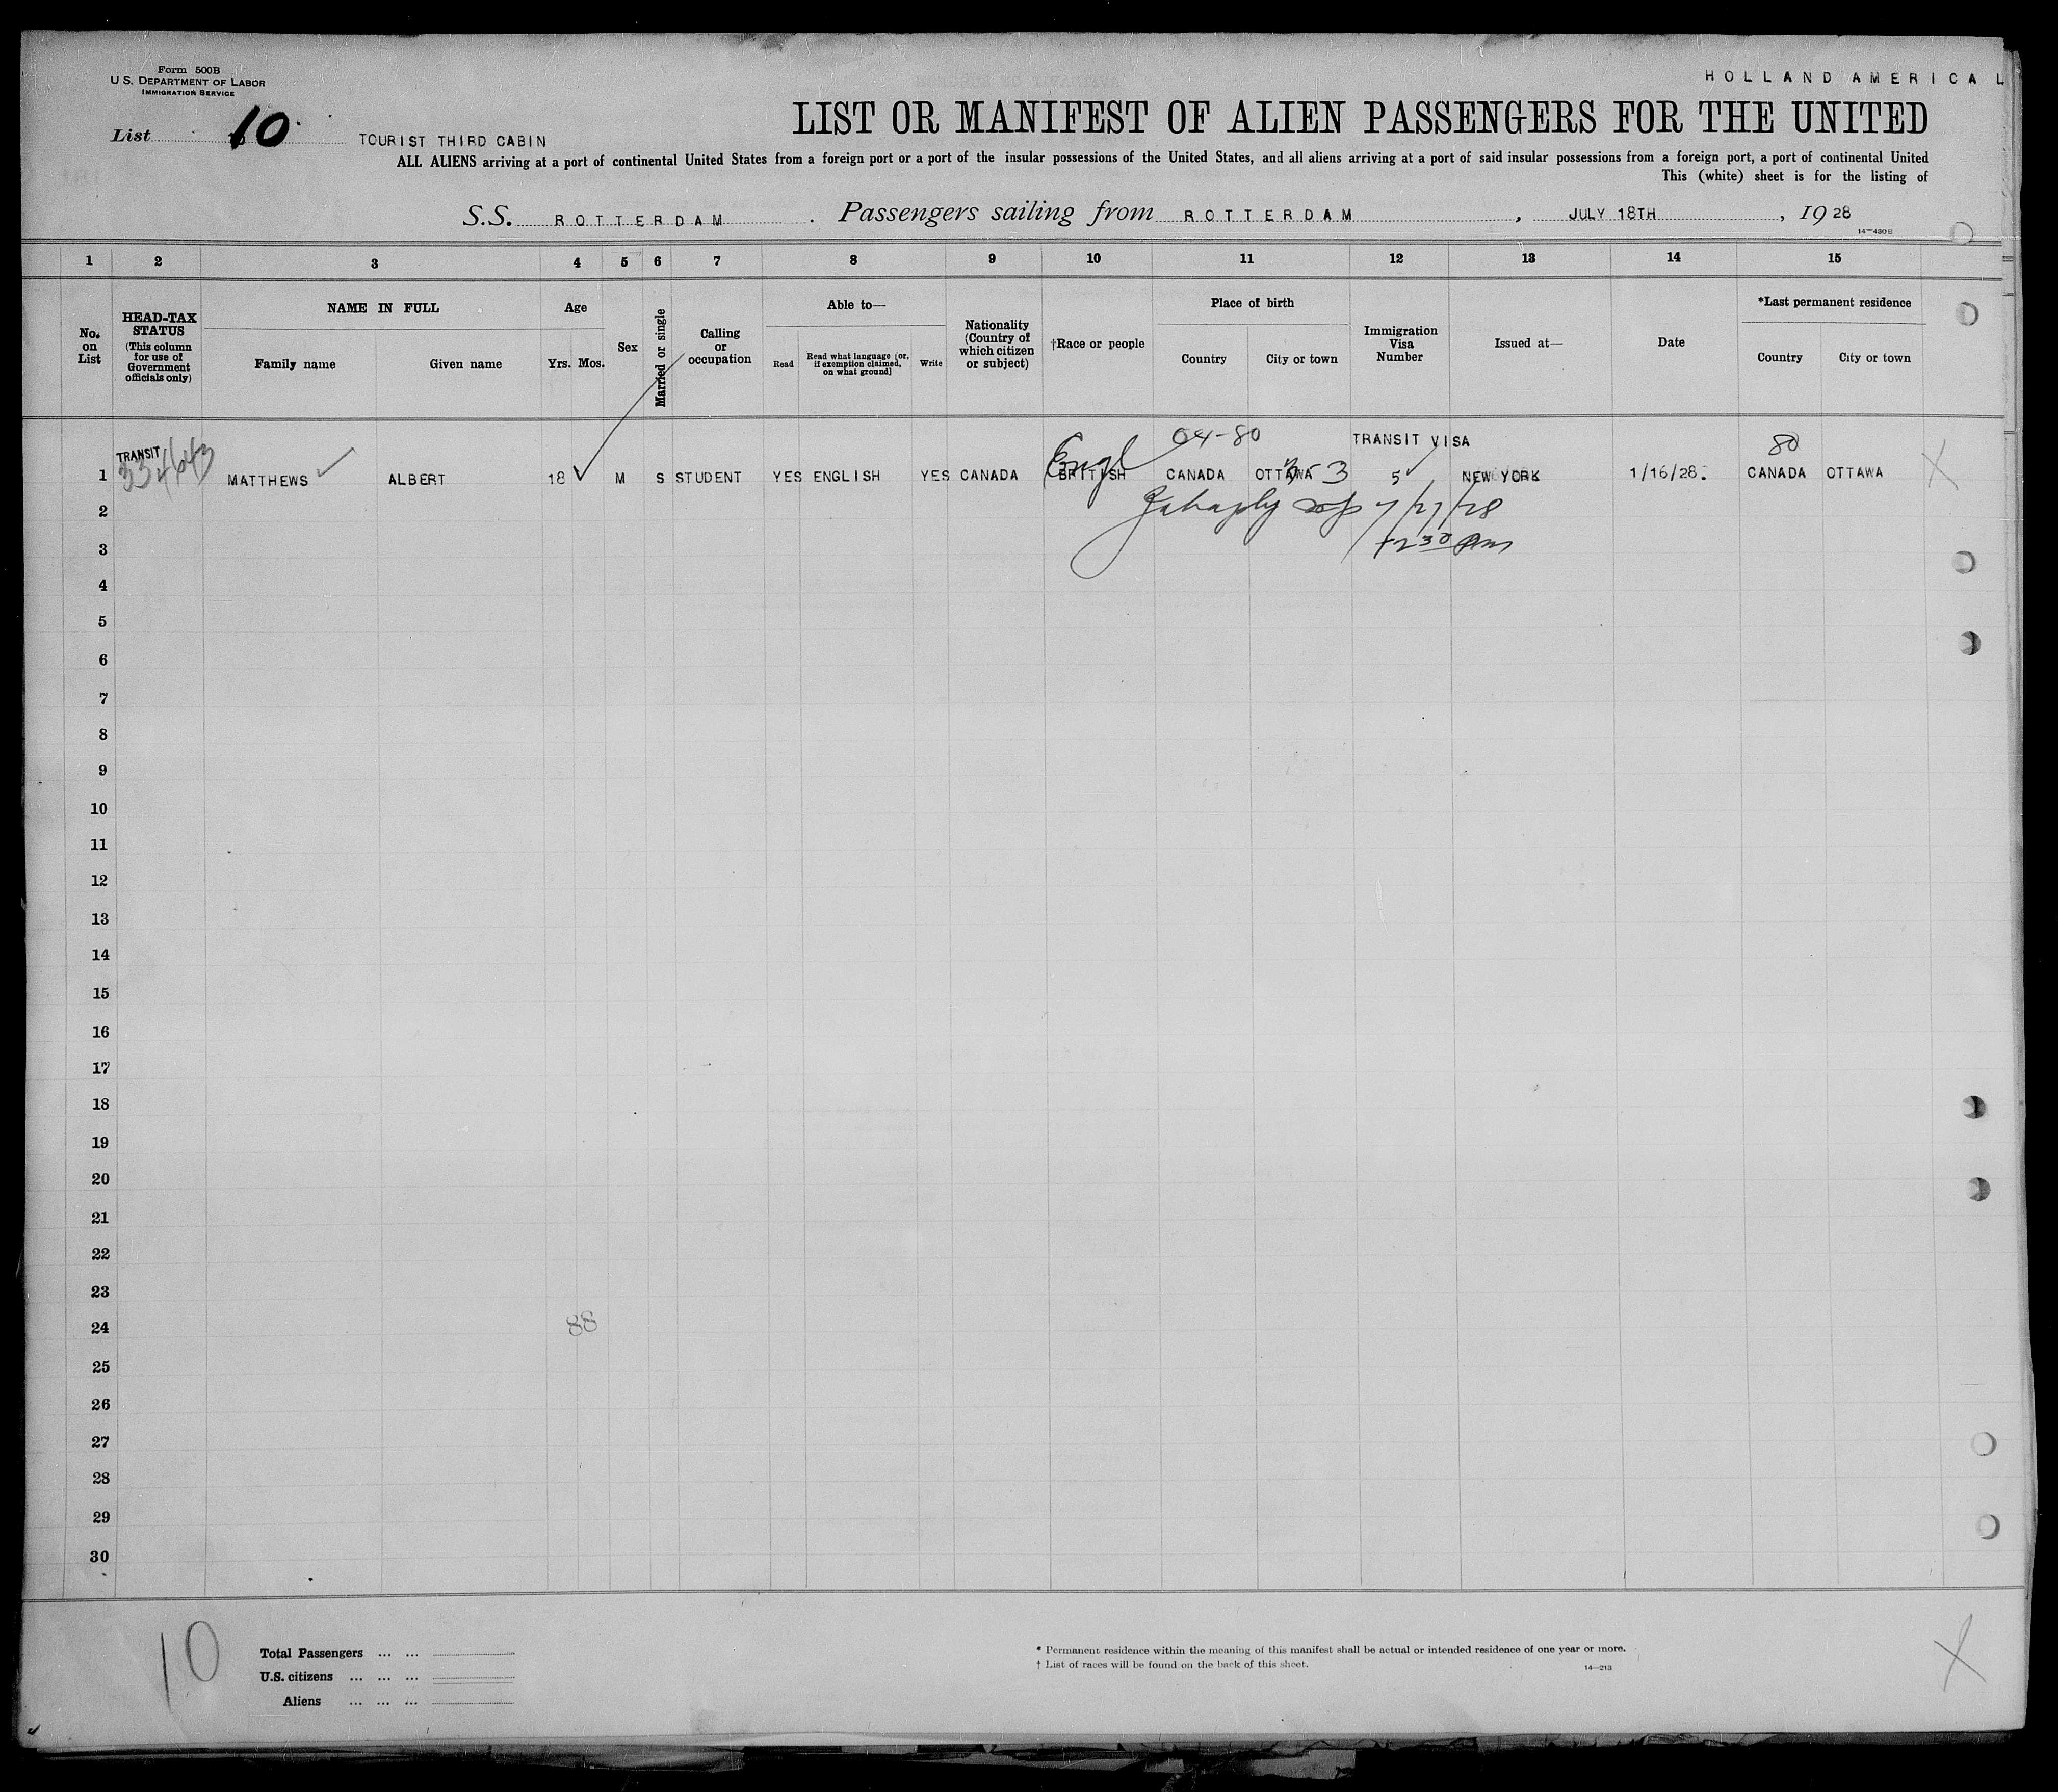 Form 500B
U.S. DEPARTMENT OF LABOR
IMMIGRATION SERVICE
HOLLAND AMERICA L
List 10 TOURIST THIRD CABIN
LIST OR MANIFEST OF ALIEN PASSENGERS FOR THE UNITED
ALL ALIENS arriving at a port of continental United States from a foreign port or a port of the insular possessions of the United States, and all aliens arriving at a port of said insular possessions from a foreign port, a port of continental United
This (white) sheet is for the listing of
S.S. ROTTERDAM. Passengers sailing from ROTTERDAM, JULY 18TH, 1928
14-430B
1 2 3 4 5 6 7 8 9 10 11 12 13 14 15
No. on List
HEAD-TAX STATUS (This column for use of Government officials only)
NAME IN FULL
Family name Given name
Age
Yrs. Mos.
Sex
Married or single
Calling or occupation
Able to—
Read Read what language [or, if exemption claimed, on what ground] Write
Nationality (Country of which citizen or subject)
†Race or people
Place of birth
Country City or town
Immigration Visa Number
Issued at—
Date
*Last permanent residence
Country City or town
TRANSIT 04-80 TRANSIT VISA 80
Engl
1 MATTHEWS ALBERT 18 M S STUDENT YES ENGLISH YES CANADA BRITISH CANADA OTTAWA 3 5 NEW YORK 1/16/28. CANADA OTTAWA X
2 7/27/28
3
4
5
6
7
8
9
10
11
12
13
14
15
16
17
18
19
20
21
22
23
24 88
25
26
27
28
29
30
10
Total Passengers ... ...
U.S. citizens ... ... ...
Aliens ... ... ...
* Permanent residence within the meaning of this manifest shall be actual or intended residence of one year or more.
† List of races will be found on the back of this sheet.
14-213
X